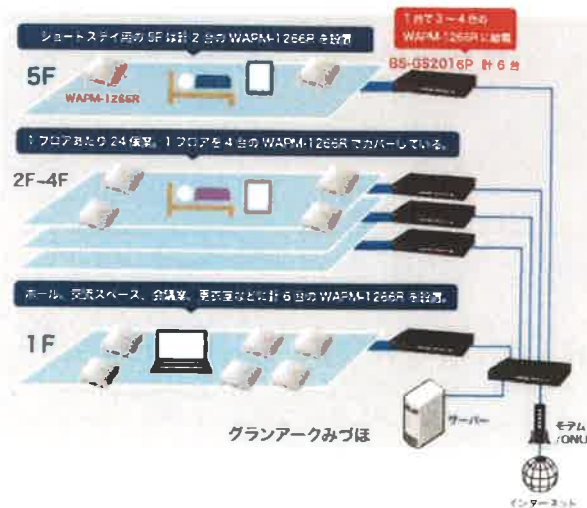 ショートステイ用の5Fは計2台のWAPM-1266Rを設置
1台で3～4台の
WAPM-1266Rに給電
BS-GS2016P 計6台
5F
WAPM-1266R
1フロアあたり24個室。1フロアを4台のWAPM-1266Rでカバーしている。
2F~4F
ホール、交流スペース、会議室、更衣室などに計6台のWAPM-1266Rを設置。
1F
グランアークみづほ
サーバー
モデム
/ONU
インターネット